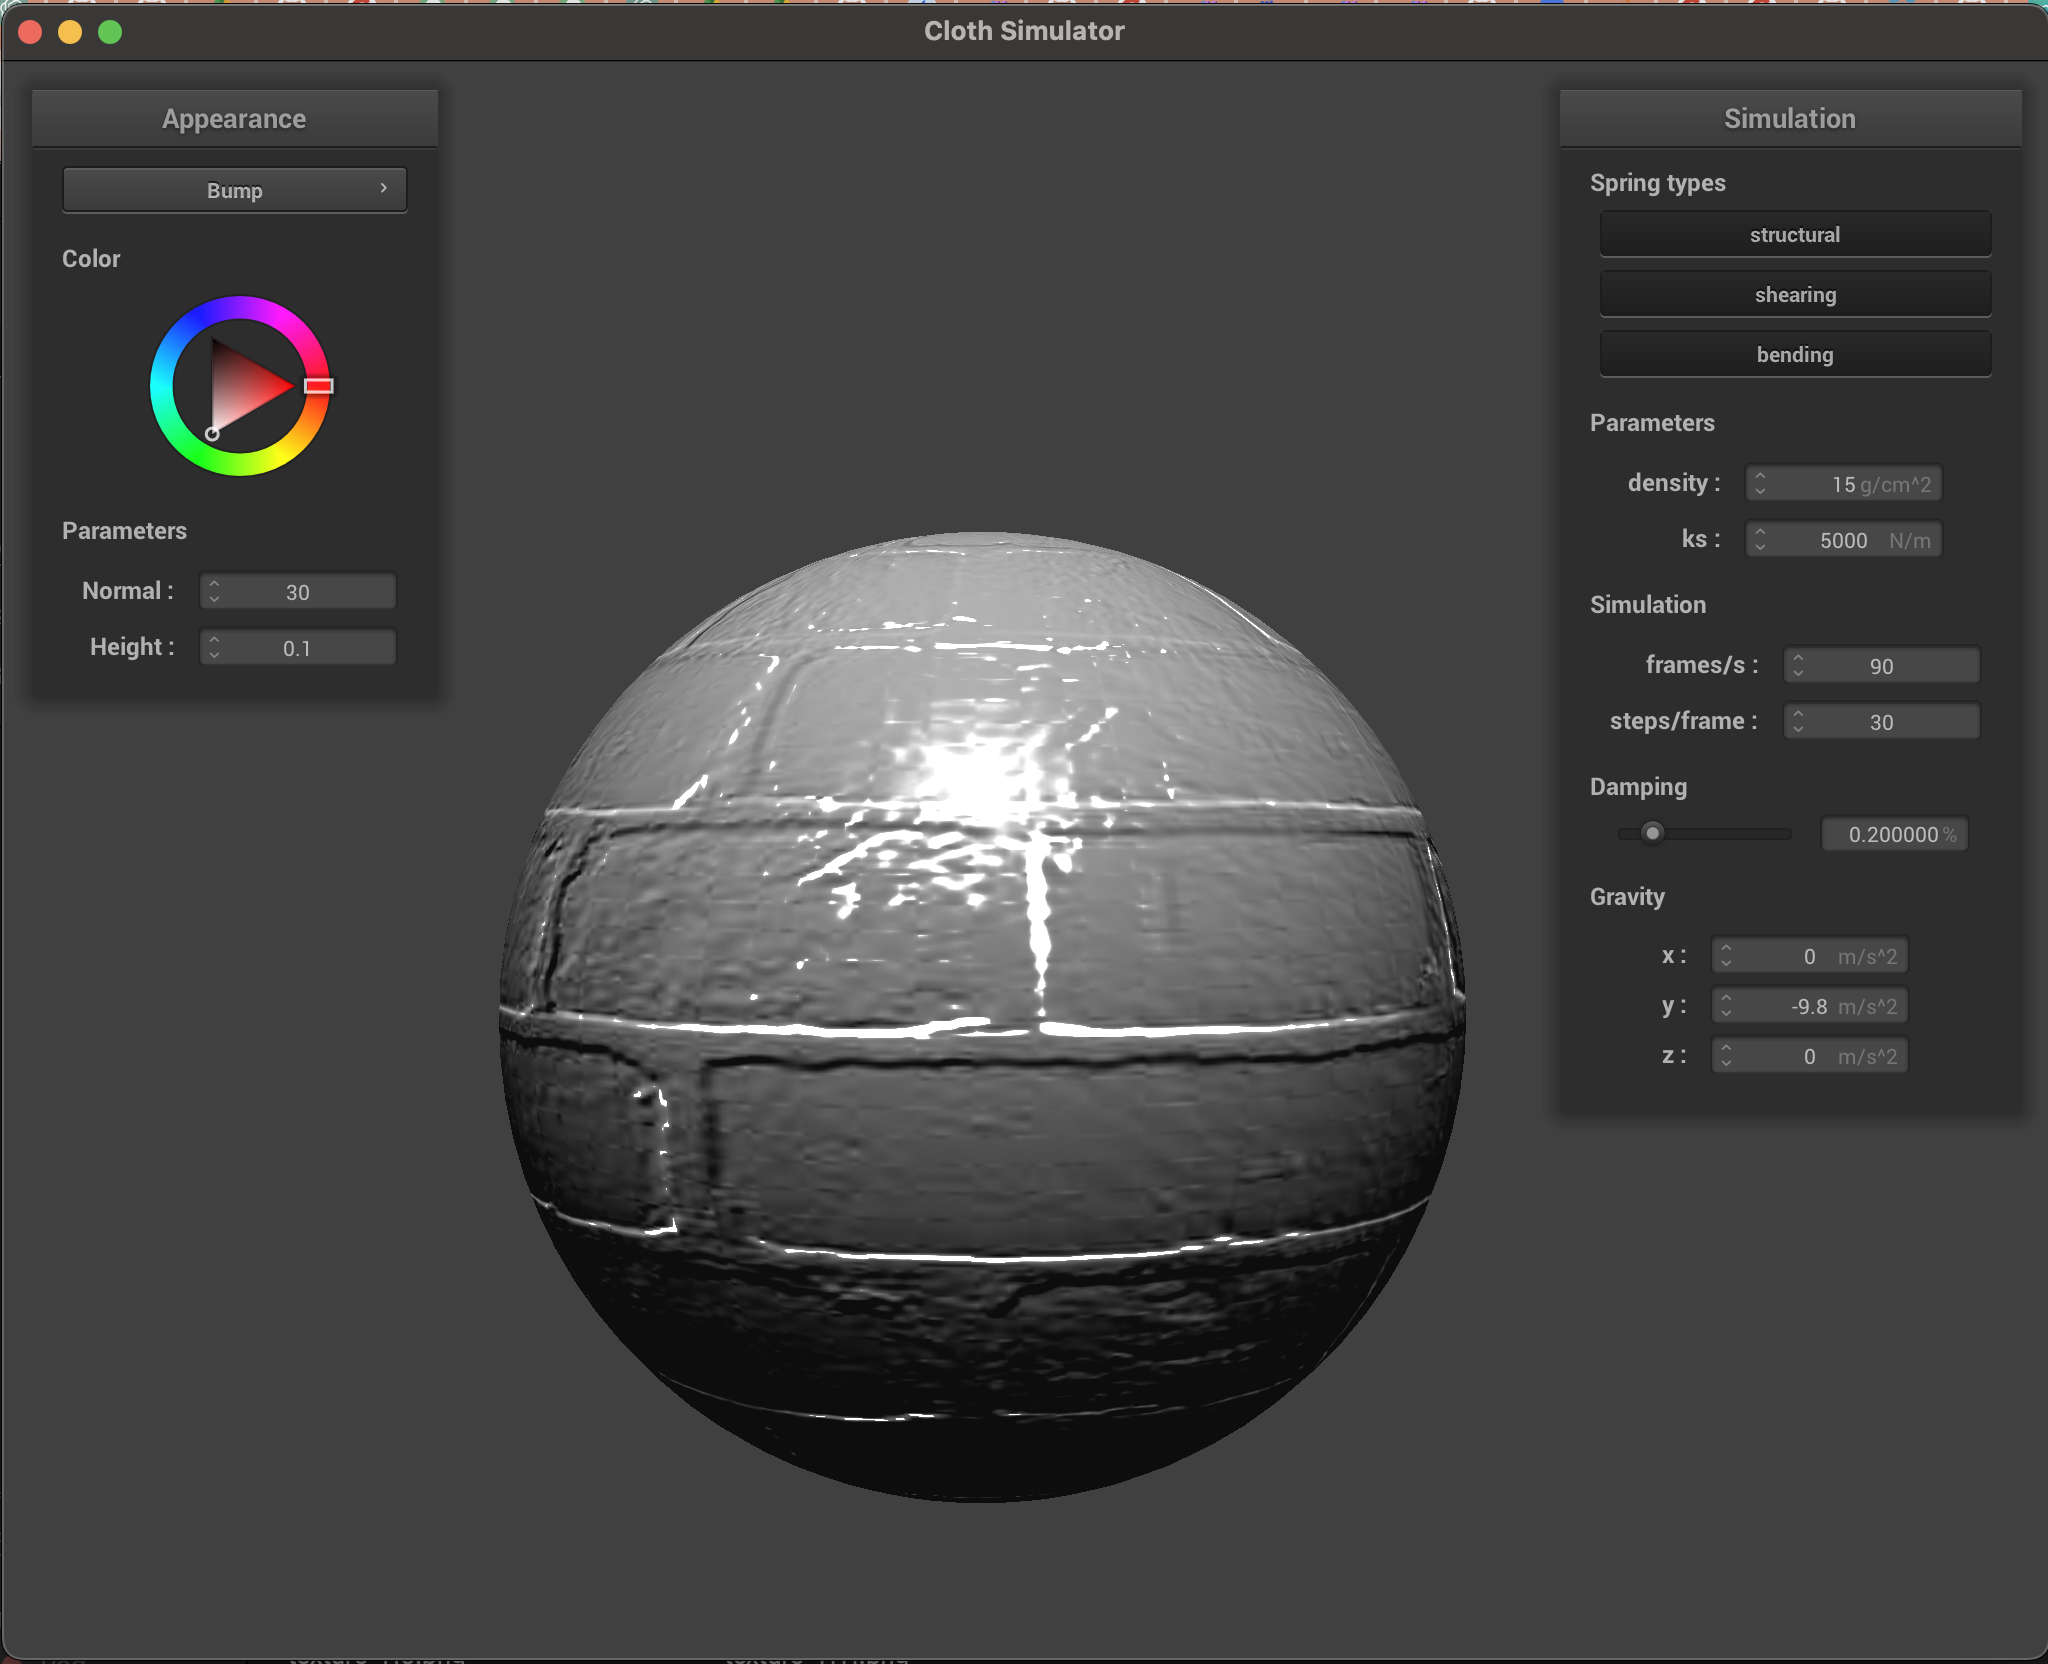 Cloth Simulator
Appearance
Bump
Color
Parameters
Normal : 30
Height : 0.1
Simulation
Spring types
structural
shearing
bending
Parameters
density : 15 g/cm^2
ks : 5000 N/m
Simulation
frames/s : 90
steps/frame : 30
Damping
0.200000 %
Gravity
x : 0 m/s^2
y : -9.8 m/s^2
z : 0 m/s^2